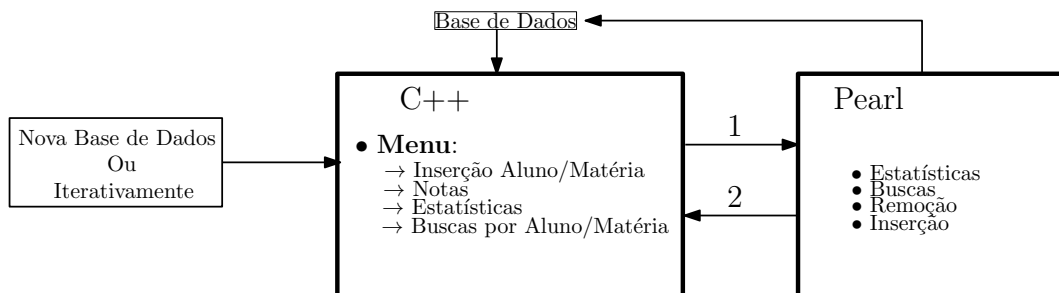 Base de Dados
Nova Base de Dados
Ou
Iterativamente
C++
• Menu:
→ Inserção Aluno/Matéria
→ Notas
→ Estatísticas
→ Buscas por Aluno/Matéria
1
2
Pearl
• Estatísticas
• Buscas
• Remoção
• Inserção